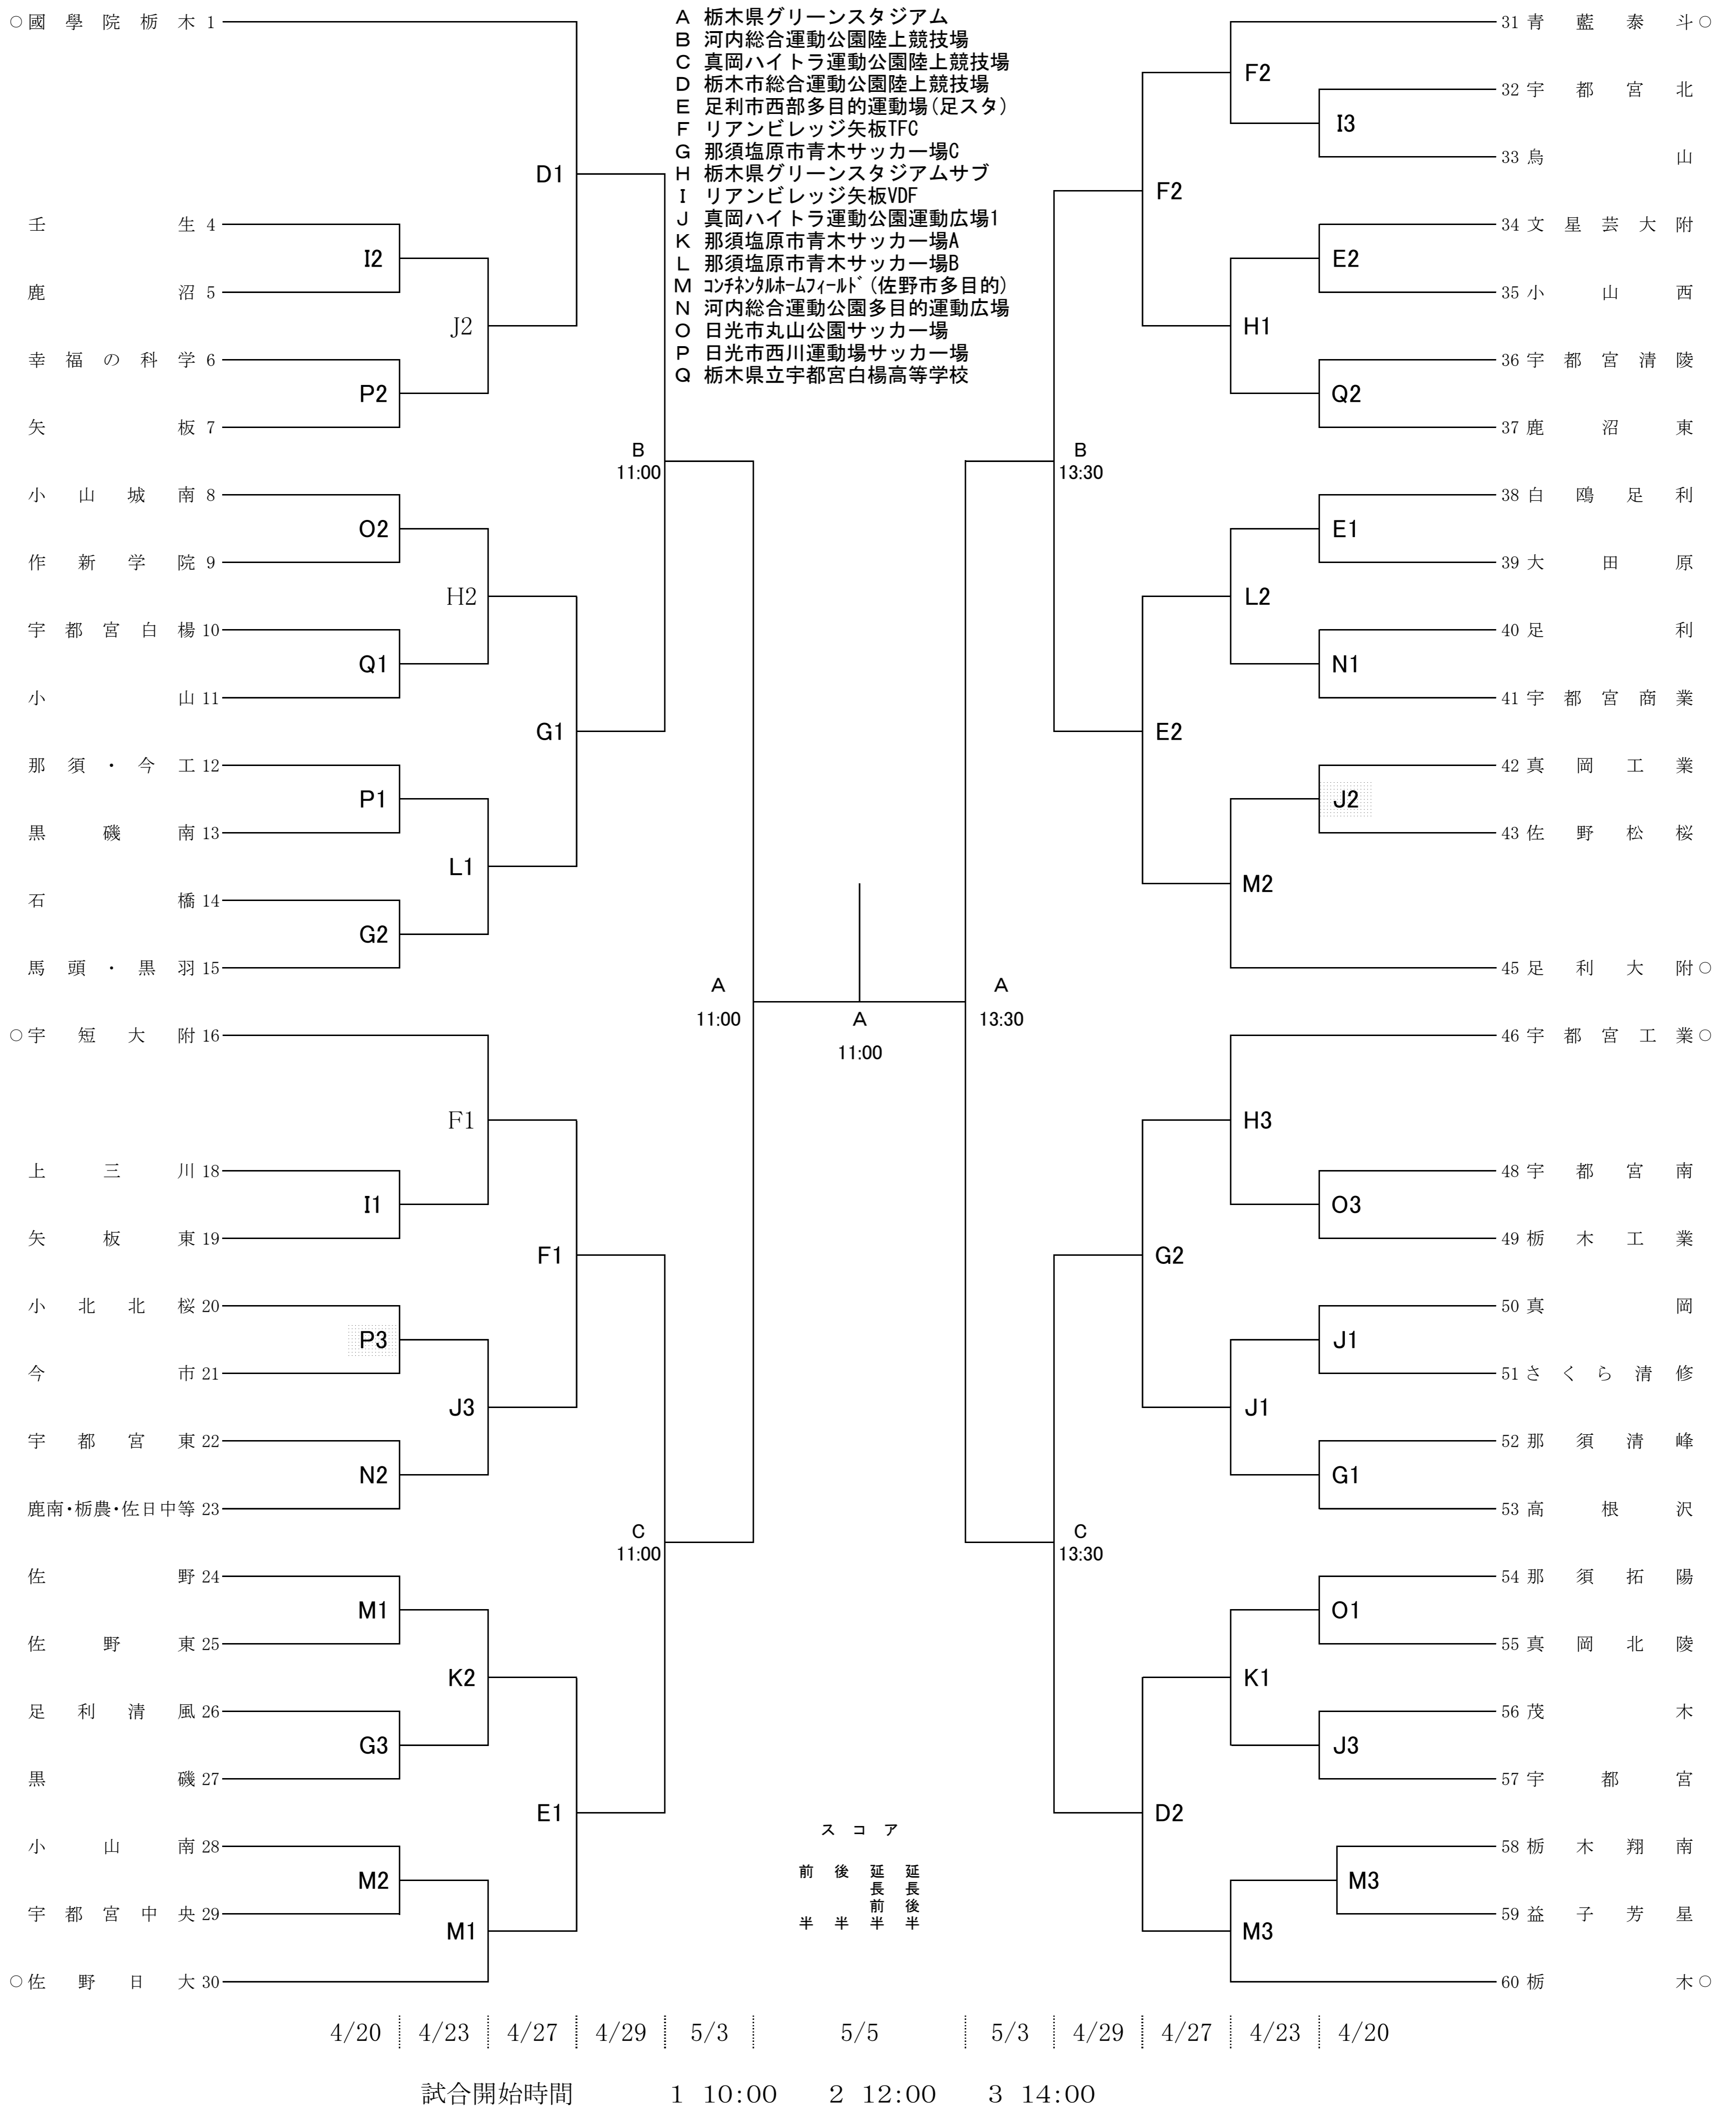 A 栃木県グリーンスタジアム
B 河内総合運動公園陸上競技場
C 真岡ハイトラ運動公園陸上競技場
D 栃木市総合運動公園陸上競技場
E 足利市西部多目的運動場(足スタ)
F リアンビレッジ矢板TFC
G 那須塩原市青木サッカー場C
H 栃木県グリーンスタジアムサブ
I リアンビレッジ矢板VDF
J 真岡ハイトラ運動公園運動広場1
K 那須塩原市青木サッカー場A
L 那須塩原市青木サッカー場B
M ｺﾝﾁﾈﾝﾀﾙﾎｰﾑﾌｨｰﾙﾄﾞ(佐野市多目的)
N 河内総合運動公園多目的運動広場
O 日光市丸山公園サッカー場
P 日光市西川運動場サッカー場
Q 栃木県立宇都宮白楊高等学校
○國學院栃木 1
壬生 4
鹿沼 5
幸福の科学 6
矢板 7
小山城南 8
作新学院 9
宇都宮白楊 10
小山 11
那須・今工 12
黒磯南 13
石橋 14
馬頭・黒羽 15
○宇短大附 16
上三川 18
矢板東 19
小北北桜 20
今市 21
宇都宮東 22
鹿南・栃農・佐日中等 23
佐野 24
佐野東 25
足利清風 26
黒磯 27
小山南 28
宇都宮中央 29
○佐野日大 30
I2
P2
O2
Q1
P1
G2
I1
P3
N2
M1
G3
M2
J2
H2
L1
F1
J3
K2
M1
D1
G1
F1
E1
B
11:00
C
11:00
A
11:00
A
11:00
A
13:30
B
13:30
C
13:30
F2
E2
G2
D2
F2
H1
L2
M2
H3
J1
K1
M3
I3
E2
Q2
E1
N1
J2
O3
J1
G1
O1
J3
M3
31 青藍泰斗○
32 宇都宮北
33 烏山
34 文星芸大附
35 小山西
36 宇都宮清陵
37 鹿沼東
38 白鴎足利
39 大田原
40 足利
41 宇都宮商業
42 真岡工業
43 佐野松桜
45 足利大附○
46 宇都宮工業○
48 宇都宮南
49 栃木工業
50 真岡
51 さくら清修
52 那須清峰
53 高根沢
54 那須拓陽
55 真岡北陵
56 茂木
57 宇都宮
58 栃木翔南
59 益子芳星
60 栃木○
スコア
前半 後半 延長前半 延長後半
4/20 4/23 4/27 4/29 5/3 5/5 5/3 4/29 4/27 4/23 4/20
試合開始時間 1 10:00 2 12:00 3 14:00